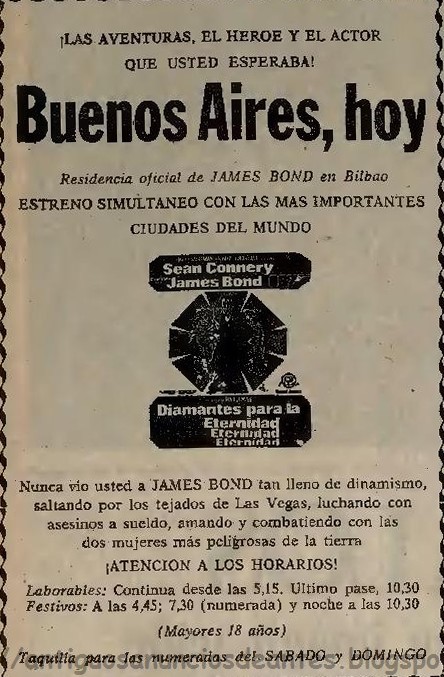 ¡LAS AVENTURAS, EL HEROE Y EL ACTOR
QUE USTED ESPERABA!
Buenos Aires, hoy
Residencia oficial de JAMES BOND en Bilbao
ESTRENO SIMULTANEO CON LAS MAS IMPORTANTES
CIUDADES DEL MUNDO
Sean Connery
James Bond
Diamantes para la
Eternidad
Eternidad
Eternidad
Nunca vio usted a JAMES BOND tan lleno de dinamismo,
saltando por los tejados de Las Vegas, luchando con
asesinos a sueldo, amando y combatiendo con las
dos mujeres más peligrosas de la tierra
¡ATENCION A LOS HORARIOS!
Laborables: Continua desde las 5,15. Ultimo pase, 10,30
Festivos: A las 4,45; 7,30 (numerada) y noche a las 10,30
(Mayores 18 años)
Taquilla para las numeradas del SABADO y DOMINGO